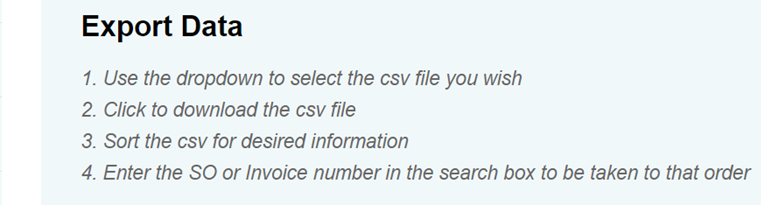 Export Data
1. Use the dropdown to select the csv file you wish
2. Click to download the csv file
3. Sort the csv for desired information
4. Enter the SO or Invoice number in the search box to be taken to that order